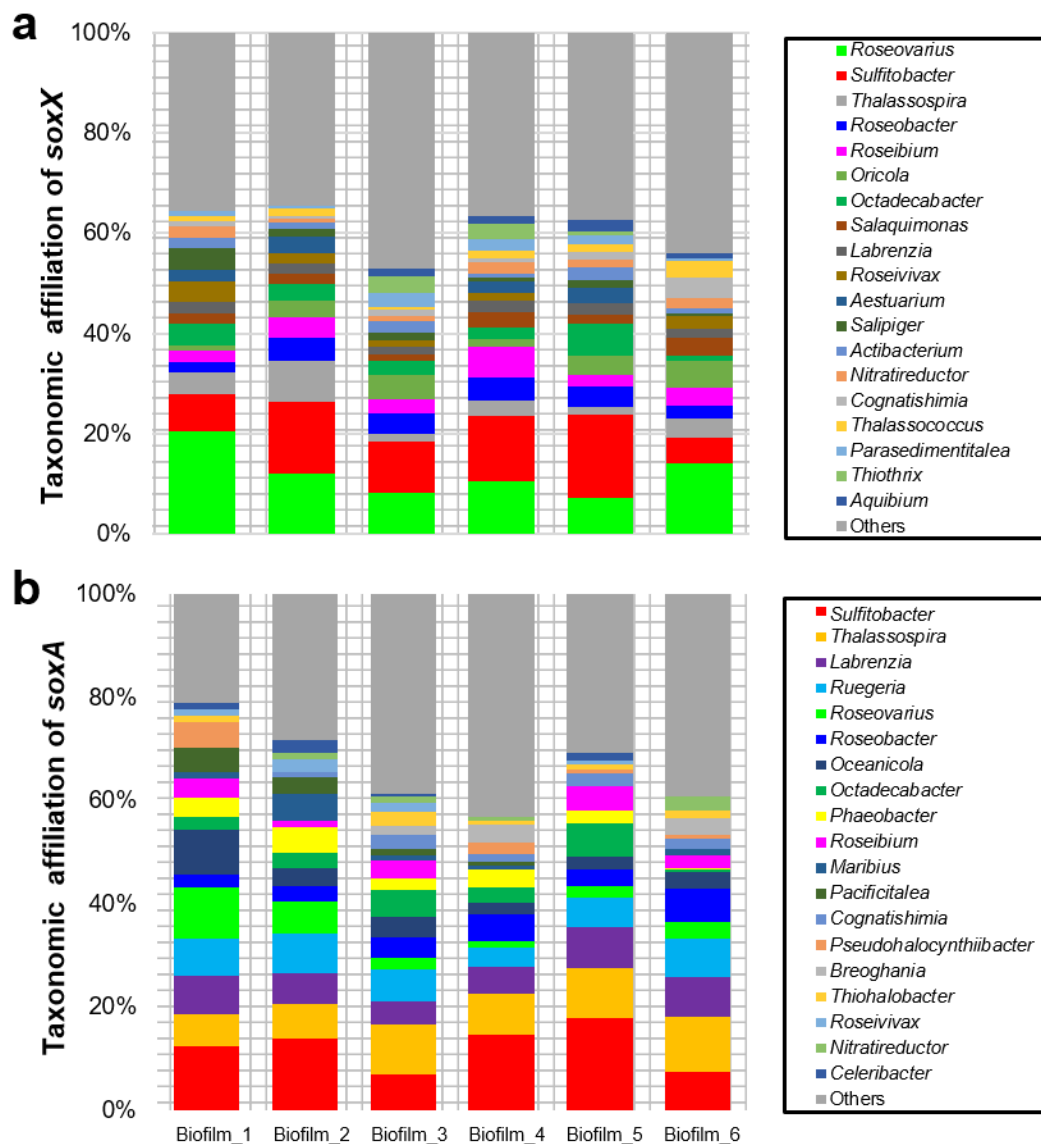 a
100%
80%
60%
40%
20%
0%
Taxonomic affiliation of soxX
Roseovarius
Sulfitobacter
Thalassospira
Roseobacter
Roseibium
Oricola
Octadecabacter
Salaquimonas
Labrenzia
Roseivivax
Aestuarium
Salipiger
Actibacterium
Nitratireductor
Cognatishimia
Thalassococcus
Parasedimentitalea
Thiothrix
Aquibium
Others
b
100%
80%
60%
40%
20%
0%
Taxonomic affiliation of soxA
Sulfitobacter
Thalassospira
Labrenzia
Ruegeria
Roseovarius
Roseobacter
Oceanicola
Octadecabacter
Phaeobacter
Roseibium
Maribius
Pacificitalea
Cognatishimia
Pseudohalocynthiibacter
Breoghania
Thiohalobacter
Roseivivax
Nitratireductor
Celeribacter
Others
Biofilm_1 Biofilm_2 Biofilm_3 Biofilm_4 Biofilm_5 Biofilm_6